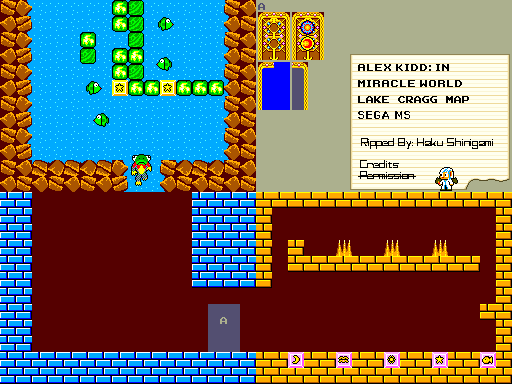 A
ALEX KIDD: IN
MIRACLE WORLD
LAKE CRAGG MAP
SEGA MS
Ripped By: Haku Shinigami
Credits
Permission
A